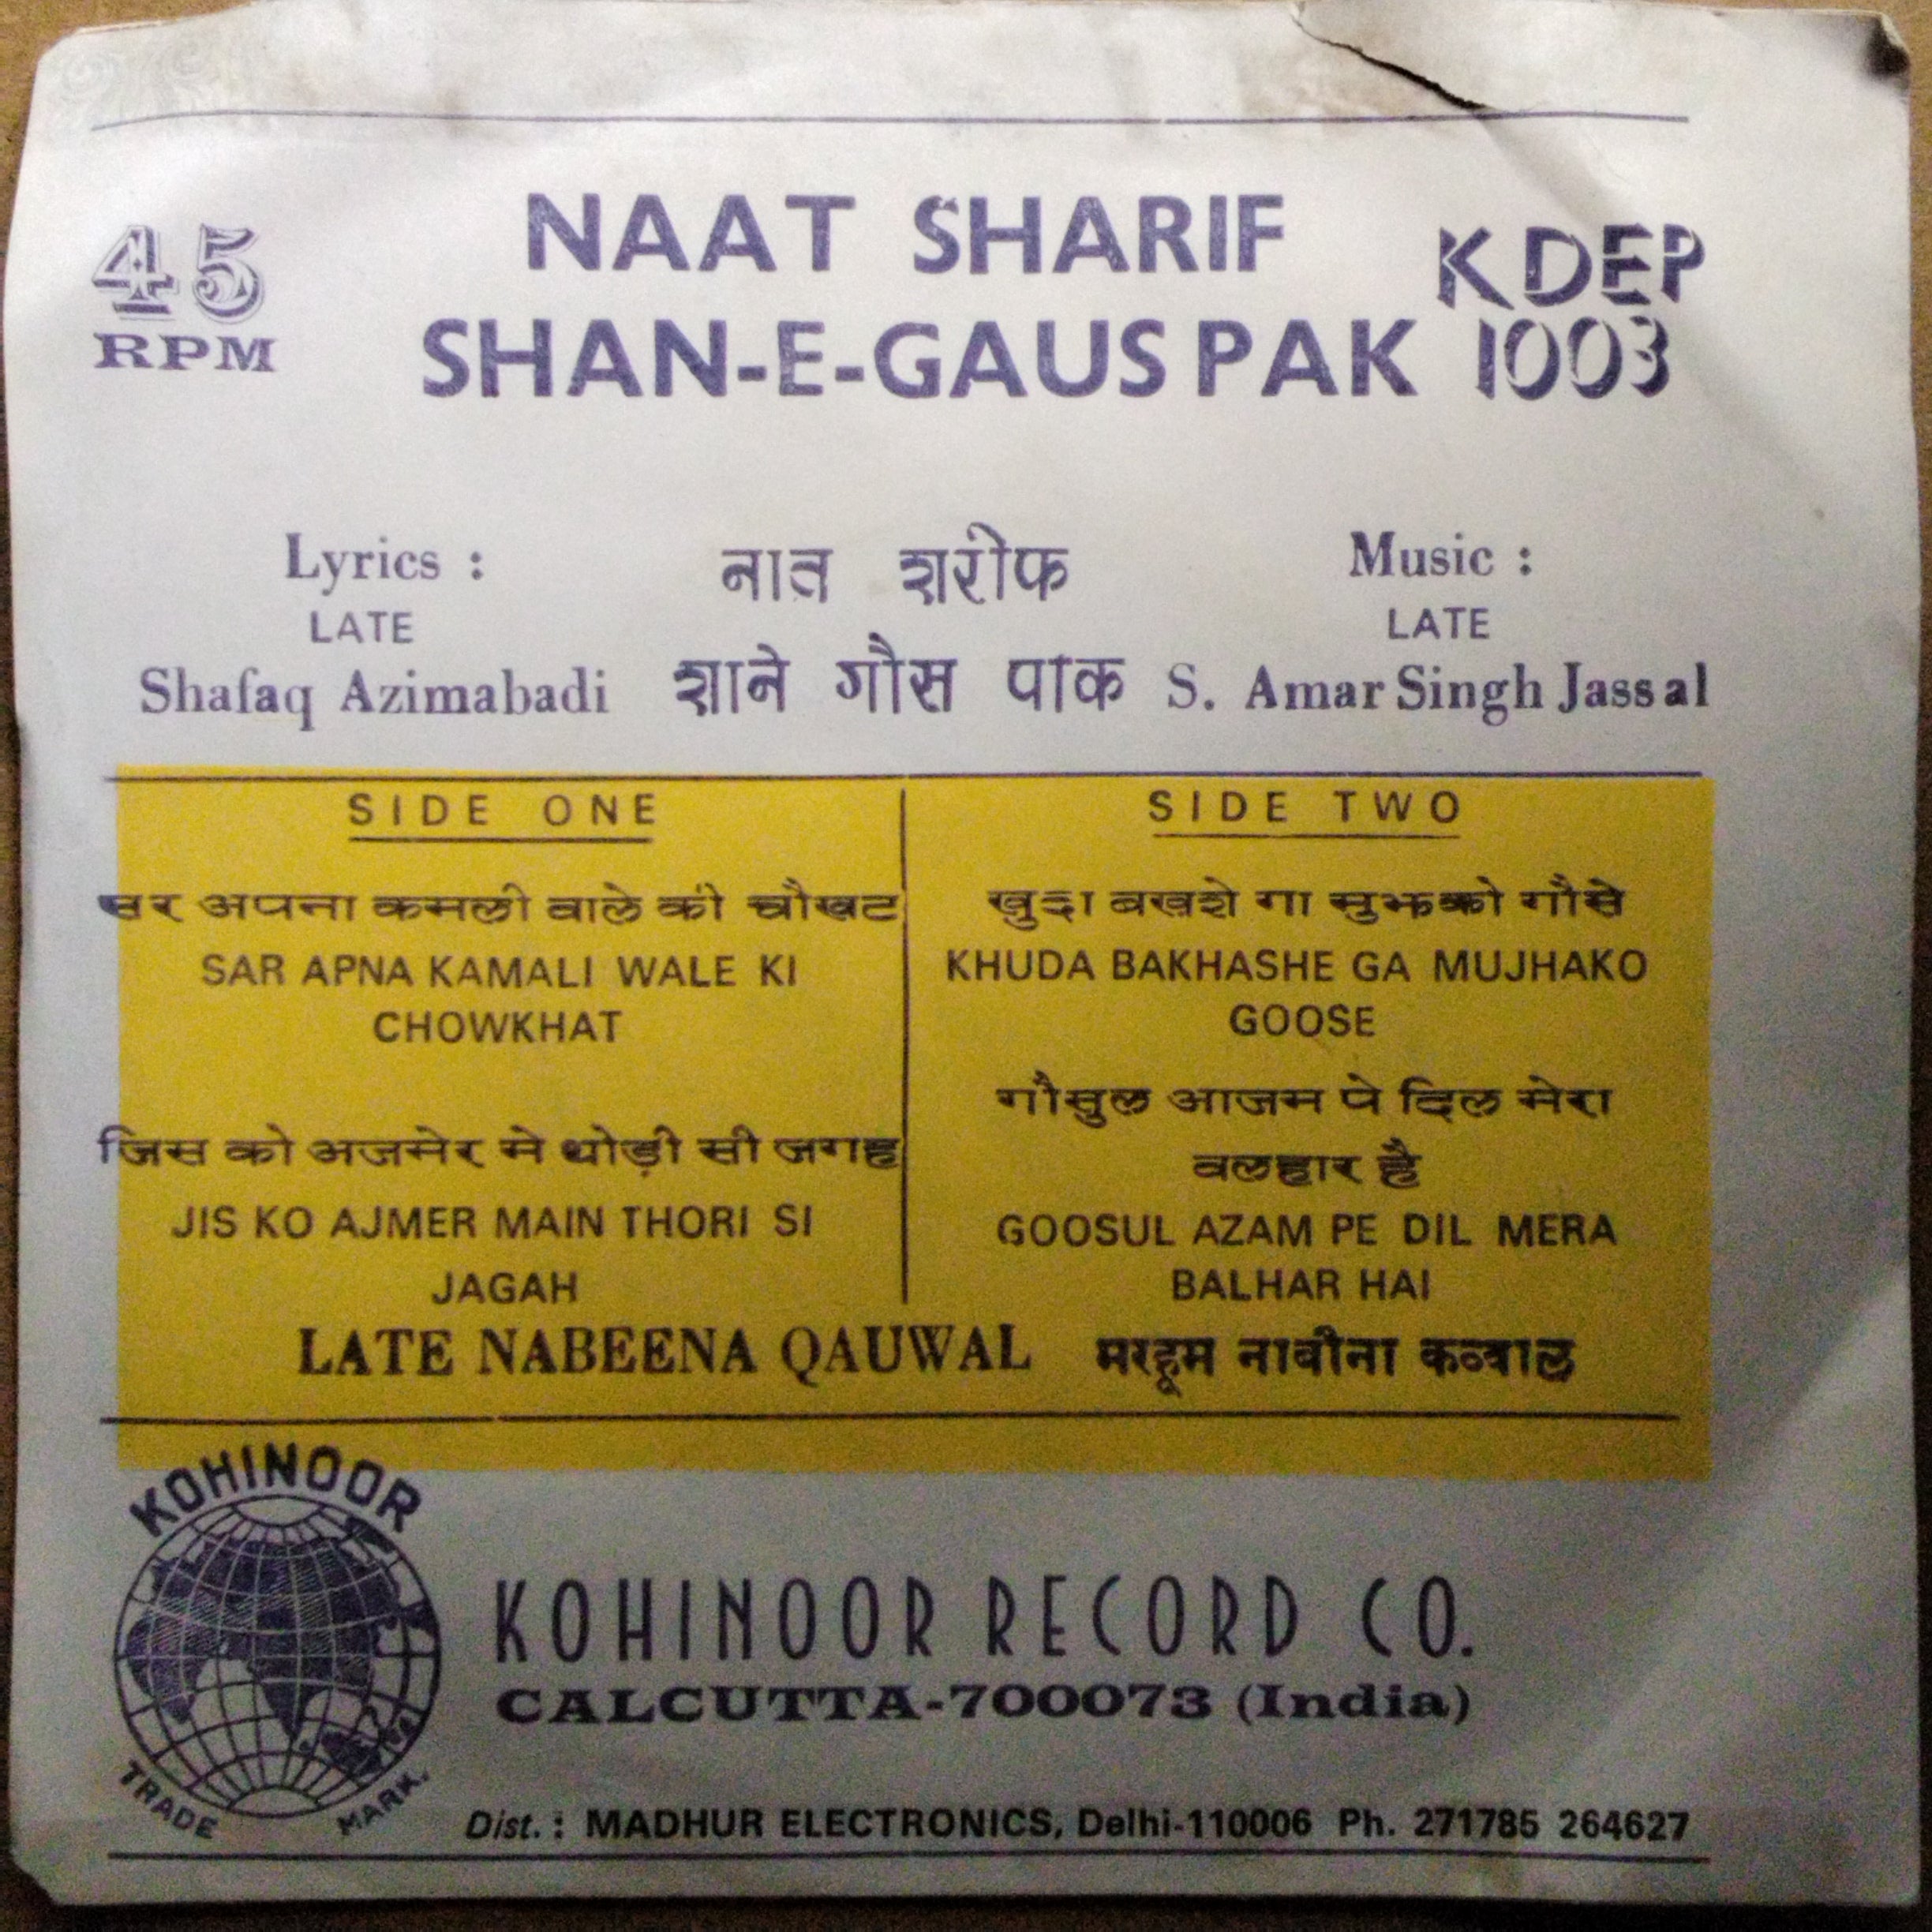 NAAT SHARIF
45
RPM
SHAN-E-GAUS PAK
KDEP
1003
Lyrics :
LATE
Shafaq Azimabadi
नात शरीफ
शाने गौस पाक
Music :
LATE
S. Amar Singh Jassal
SIDE ONE
सर अपना कमली वाले की चौखट
SAR APNA KAMALI WALE KI
CHOWKHAT
जिस को अजमेर मे थोड़ी सी जगह
JIS KO AJMER MAIN THORI SI
JAGAH
SIDE TWO
खुदा बखशे गा मुझको गौसे
KHUDA BAKHASHE GA MUJHAKO
GOOSE
गौसुल आजम पे दिल मेरा
बलहार है
GOOSUL AZAM PE DIL MERA
BALHAR HAI
LATE NABEENA QAUWAL मरहूम नाबीना कव्वाल
KOHINOOR
TRADE MARK.
KOHINOOR RECORD CO.
CALCUTTA-700073 (India)
Dist. : MADHUR ELECTRONICS, Delhi-110006 Ph. 271785 264627